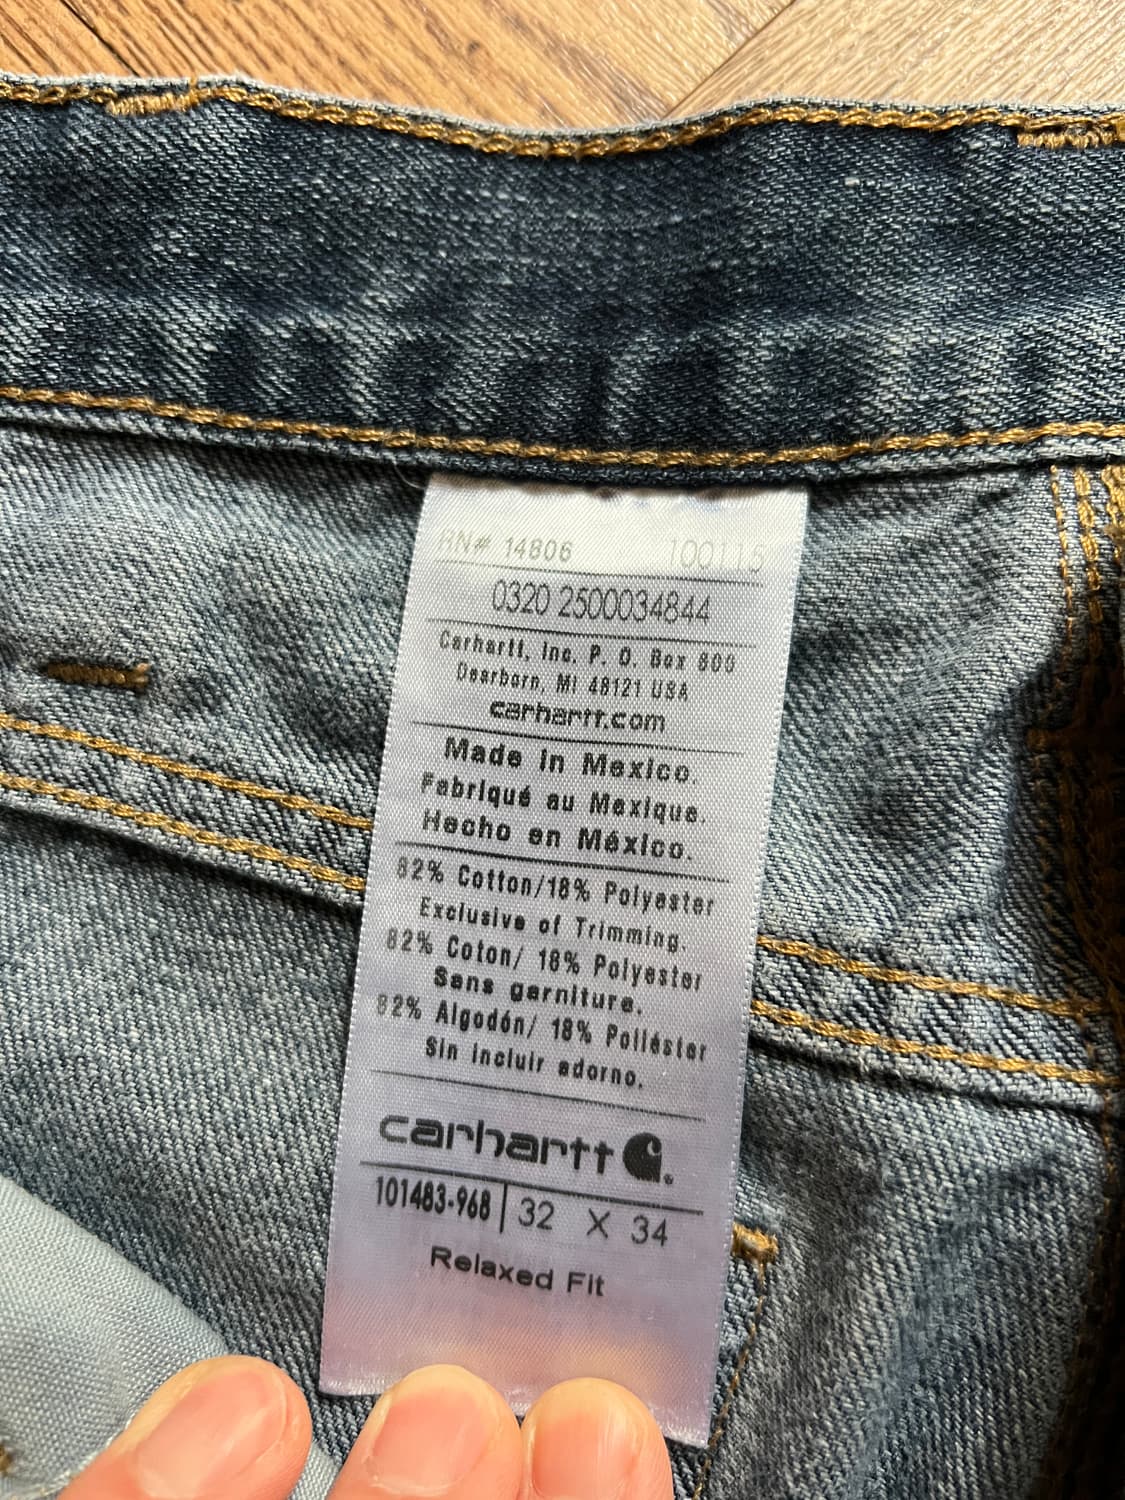 RN# 14806 100115
0320 2500034844
Carhartt, Inc. P. O. Box 800
Dearborn, MI 48121 USA
carhartt.com
Made in Mexico.
Fabriqué au Mexique.
Hecho en México.
82% Cotton/18% Polyester
Exclusive of Trimming.
82% Coton/ 18% Polyester
Sans garniture.
82% Algodón/ 18% Poliéster
Sin incluir adorno.
carhartt
101483-968 | 32 X 34
Relaxed Fit